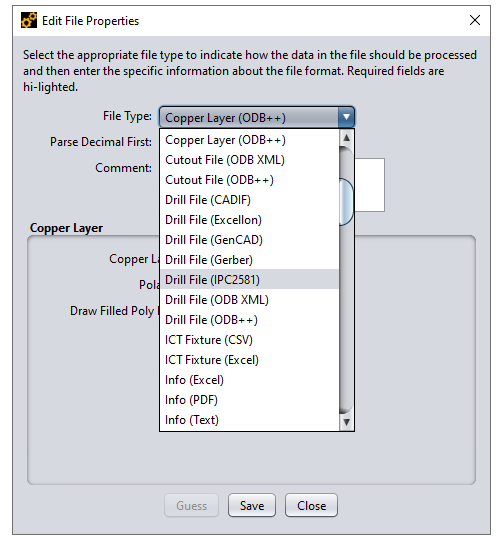 Edit File Properties
Select the appropriate file type to indicate how the data in the file should be processed
and then enter the specific information about the file format. Required fields are
hi-lighted.
File Type: Copper Layer (ODB++)
Parse Decimal First:
Comment:
Copper Layer (ODB++)
Cutout File (ODB XML)
Cutout File (ODB++)
Drill File (CADIF)
Drill File (Excellon)
Drill File (GenCAD)
Drill File (Gerber)
Drill File (IPC2581)
Drill File (ODB XML)
Drill File (ODB++)
ICT Fixture (CSV)
ICT Fixture (Excel)
Info (Excel)
Info (PDF)
Info (Text)
Copper Layer
Copper La
Pola
Draw Filled Poly
Guess Save Close